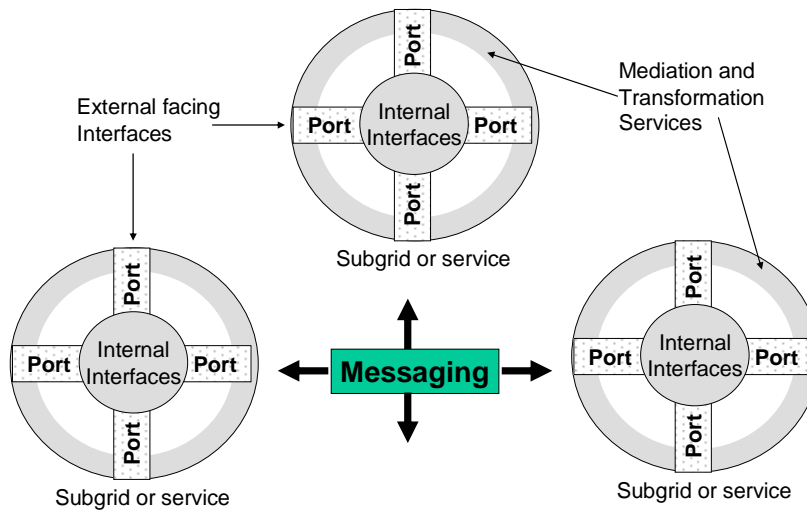 Port
Mediation and
Transformation
Services
External facing
Interfaces
Port
Internal
Interfaces
Port
Port
Subgrid or service
Port
Port
Internal
Interfaces
Port
Port
Subgrid or service
Messaging
Port
Port
Internal
Interfaces
Port
Port
Subgrid or service